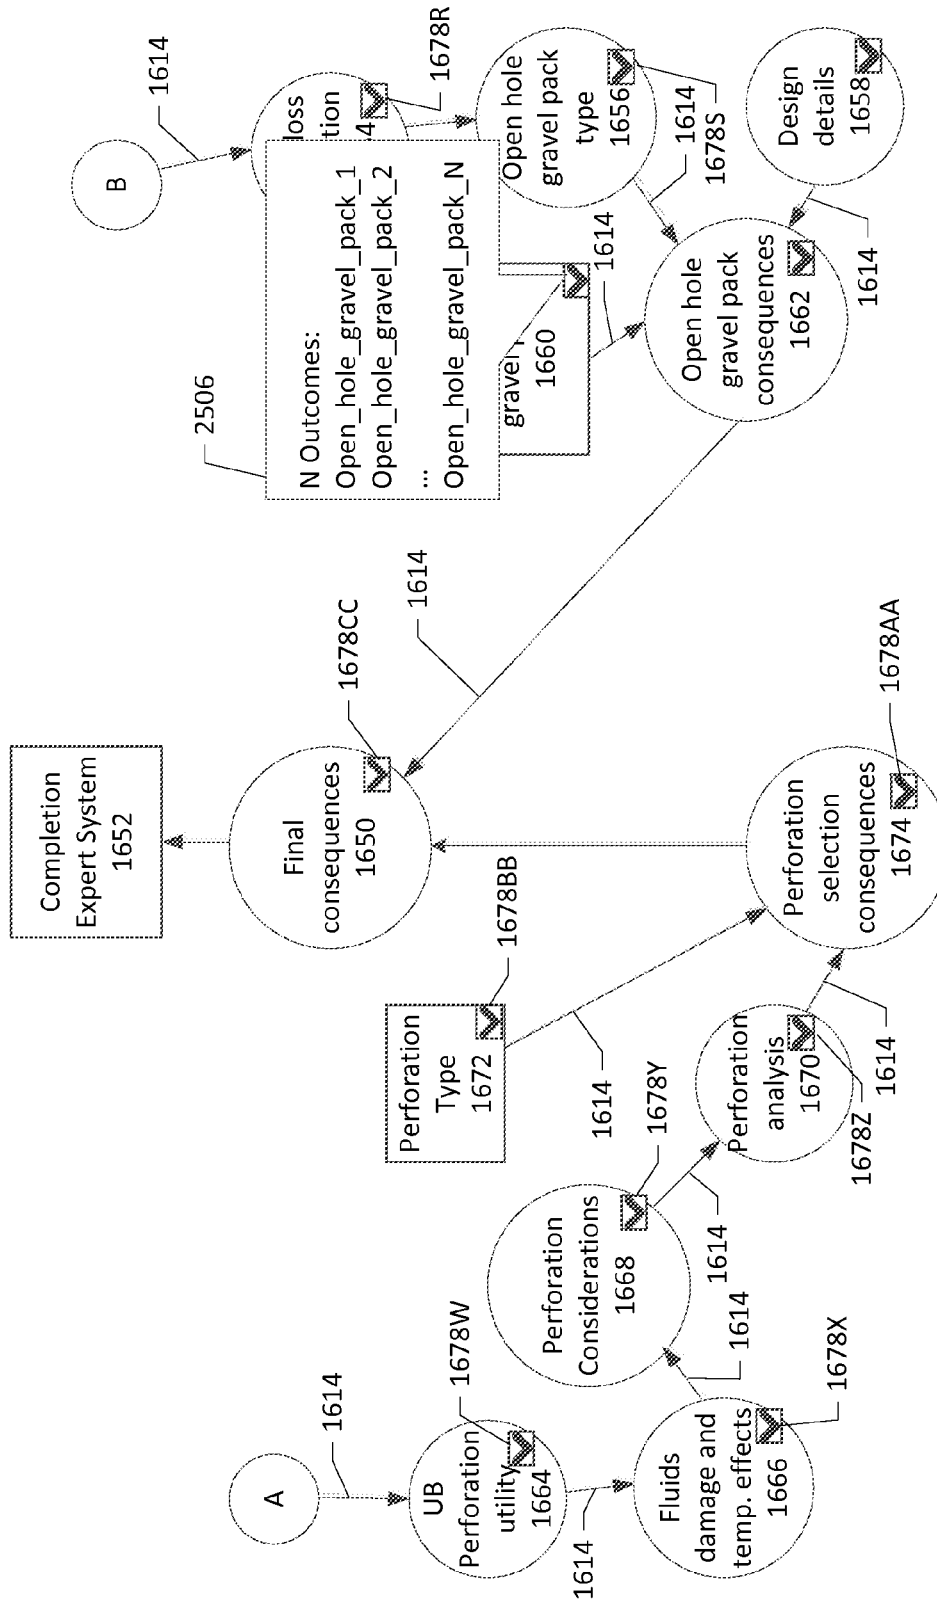 A
1614
UB
Perforation
utility
1664
1678W
1614
Fluids
damage and
temp. effects
1666
1678X
1614
Perforation
Considerations
1668
1678Y
1614
Perforation
analysis
1670
1678Z
1614
Perforation
Type
1672
1678BB
1614
Perforation
selection
consequences
1674
1678AA
Completion
Expert System
1652
Final
consequences
1650
1678CC
1614
2506
N Outcomes:
Open_hole_gravel_pack_1
Open_hole_gravel_pack_2
...
Open_hole_gravel_pack_N
gravel
1660
1614
Open hole
gravel pack
consequences
1662
B
1614
loss
tion
4
1678R
Open hole
gravel pack
type
1656
1614
1678S
Design
details
1658
1614